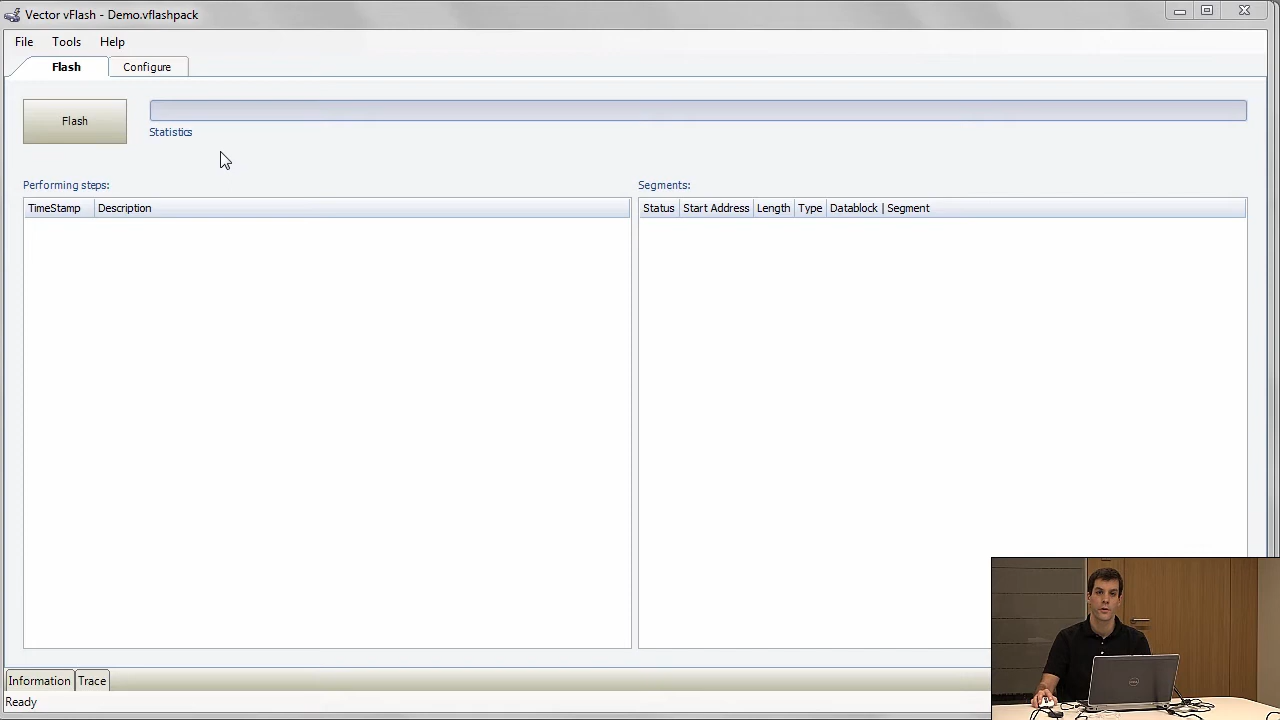 Vector vFlash - Demo.vflashpack
File Tools Help
Flash Configure
Flash
Statistics
Performing steps: Segments:
TimeStamp Description Status Start Address Length Type Datablock | Segment
Information Trace
Ready